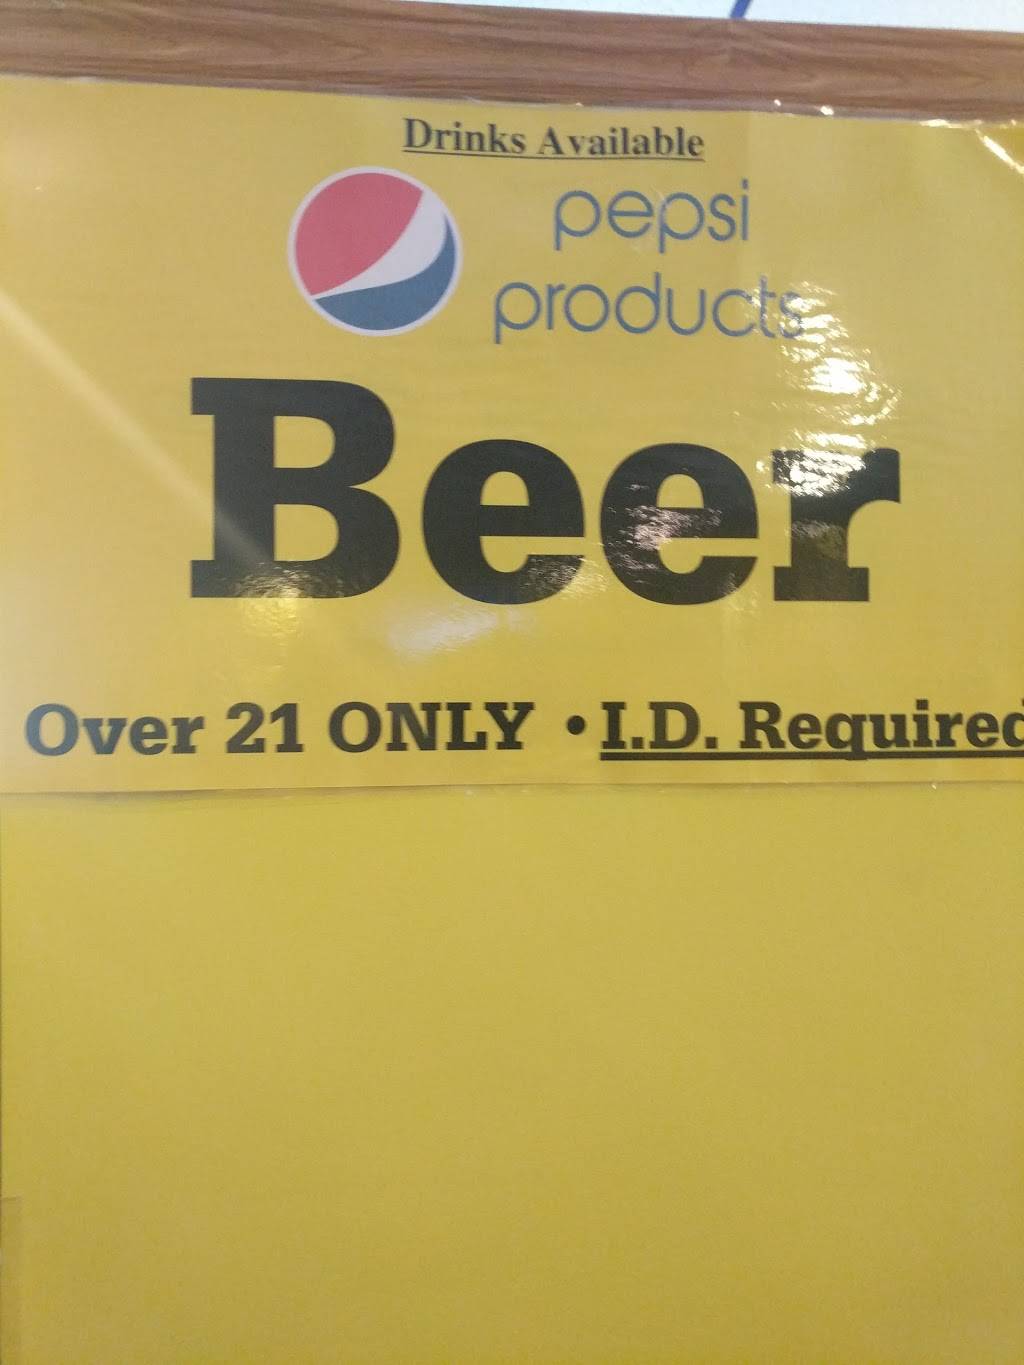 Drinks Available
pepsi
products
Beer
Over 21 ONLY • I.D. Required